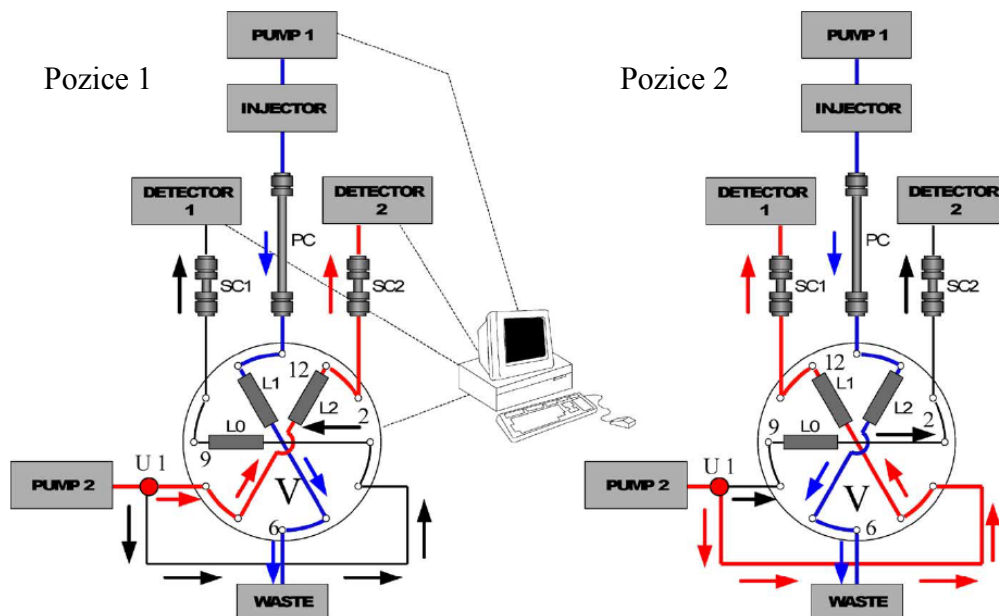 Pozice 1
PUMP 1
INJECTOR
DETECTOR
1
DETECTOR
2
PC
SC1
SC2
12
L1
L2
2
L0
9
U 1
PUMP 2
V
6
WASTE
Pozice 2
PUMP 1
INJECTOR
DETECTOR
1
DETECTOR
2
PC
SC1
SC2
12
L1
L2
2
L0
9
U 1
PUMP 2
V
6
WASTE